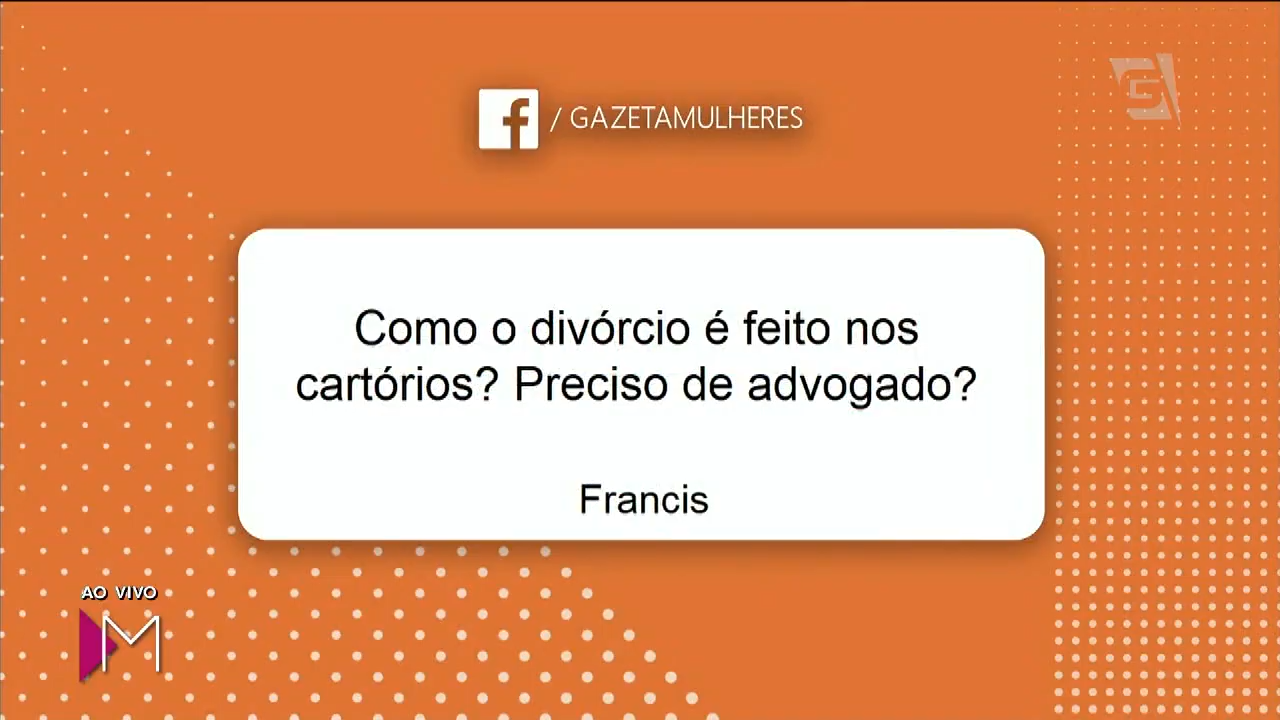 / GAZETAMULHERES
Como o divórcio é feito nos
cartórios? Preciso de advogado?
Francis
AO VIVO
M